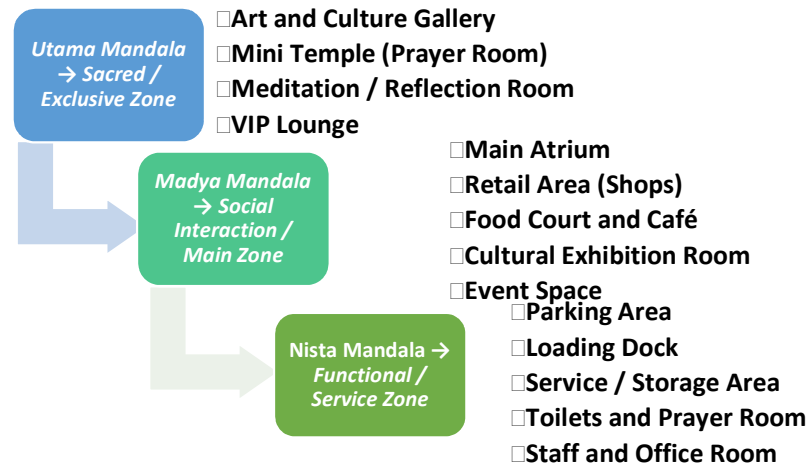 Utama Mandala
→ Sacred /
Exclusive Zone
□Art and Culture Gallery
□Mini Temple (Prayer Room)
□Meditation / Reflection Room
□VIP Lounge
Madya Mandala
→ Social
Interaction /
Main Zone
□Main Atrium
□Retail Area (Shops)
□Food Court and Café
□Cultural Exhibition Room
□Event Space
Nista Mandala →
Functional /
Service Zone
□Parking Area
□Loading Dock
□Service / Storage Area
□Toilets and Prayer Room
□Staff and Office Room